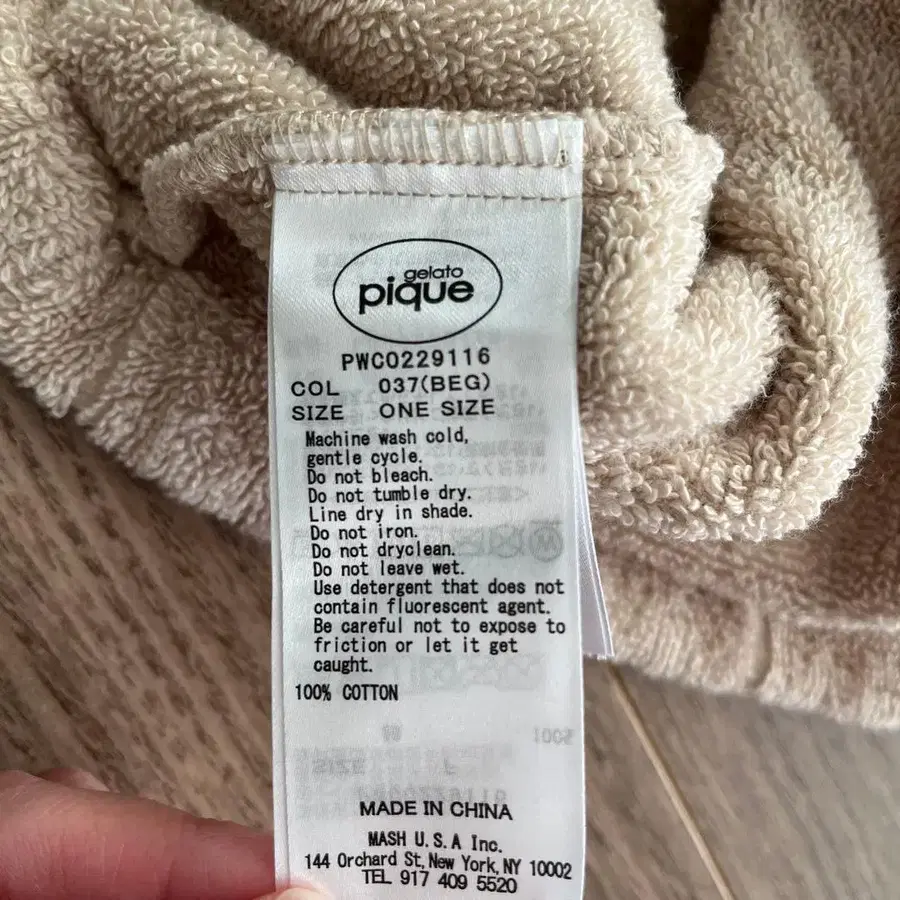 gelato
pique
PWCO229116
COL 037(BEG)
SIZE ONE SIZE
Machine wash cold,
gentle cycle.
Do not bleach.
Do not tumble dry.
Line dry in shade.
Do not iron.
Do not dryclean.
Do not leave wet.
Use detergent that does not
contain fluorescent agent.
Be careful not to expose to
friction or let it get
caught.
100% COTTON
MADE IN CHINA
MASH U.S.A Inc.
144 Orchard St,New York,NY 10002
TEL 917 409 5520